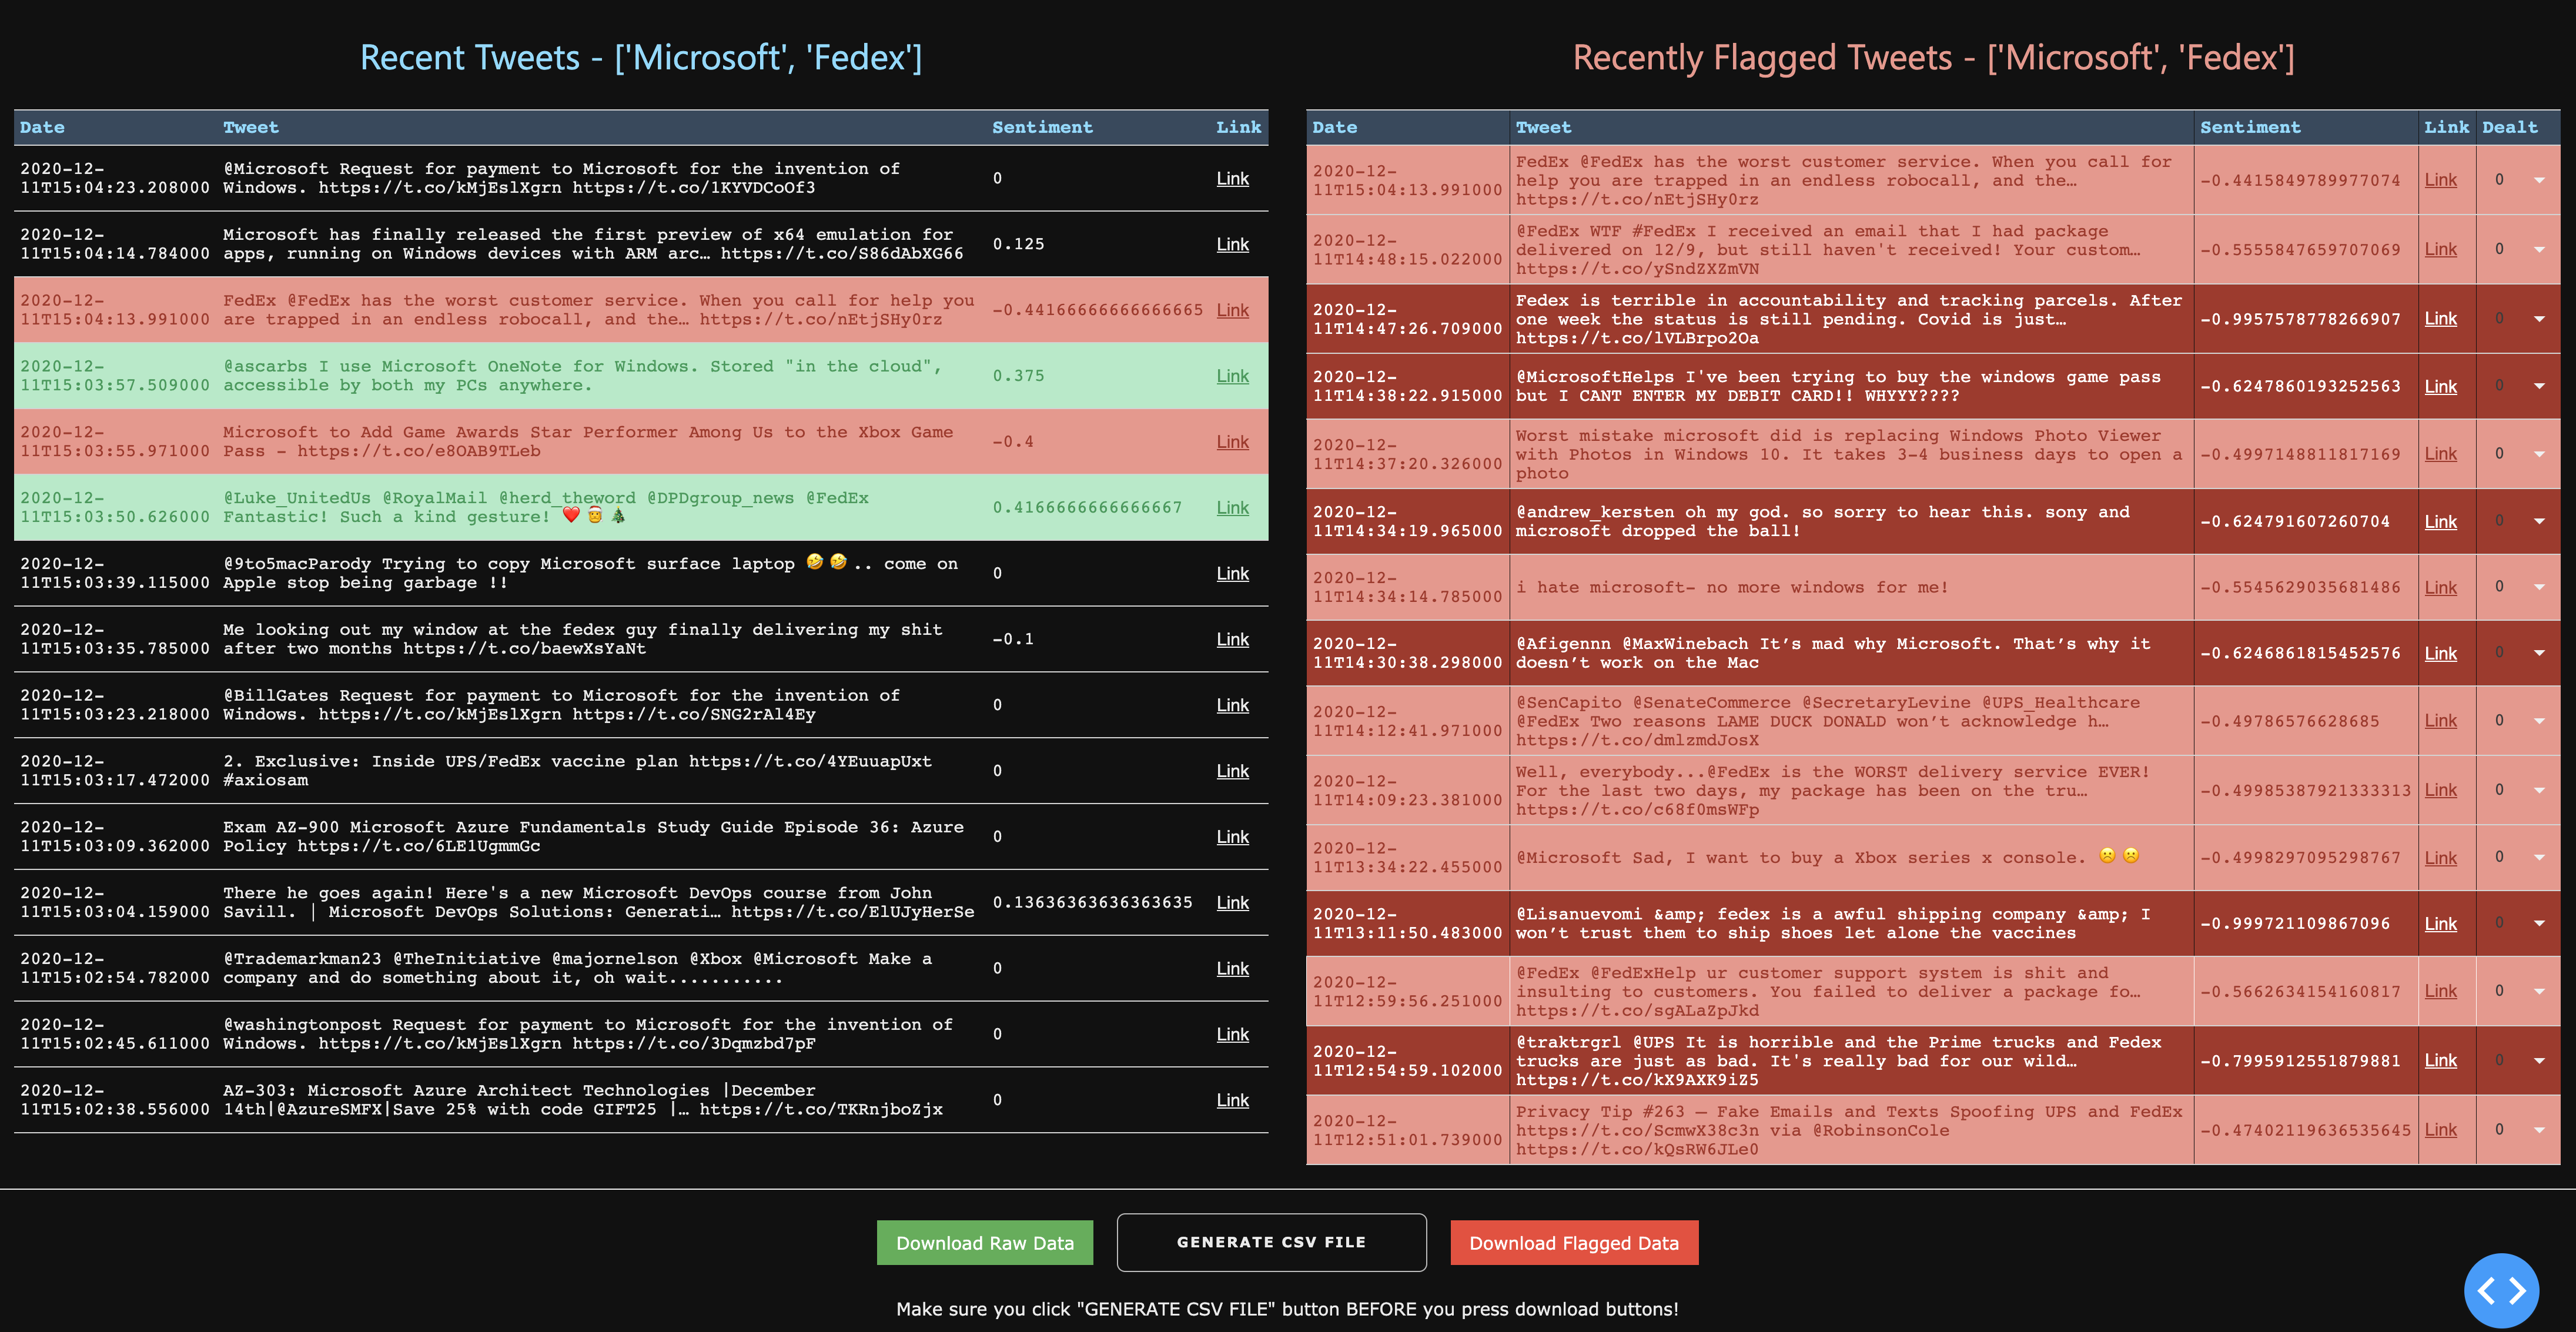 Recent Tweets - ['Microsoft', 'Fedex']
Date Tweet Sentiment Link
2020-12-
11T15:04:23.208000
@Microsoft Request for payment to Microsoft for the invention of
Windows. https://t.co/kMjEslXgrn https://t.co/1KYVDCoOf3
0
Link
2020-12-
11T15:04:14.784000
Microsoft has finally released the first preview of x64 emulation for
apps, running on Windows devices with ARM arc… https://t.co/S86dAbXG66
0.125
Link
2020-12-
11T15:04:13.991000
FedEx @FedEx has the worst customer service. When you call for help you
are trapped in an endless robocall, and the… https://t.co/nEtjSHy0rz
-0.44166666666666665
Link
2020-12-
11T15:03:57.509000
@ascarbs I use Microsoft OneNote for Windows. Stored "in the cloud",
accessible by both my PCs anywhere.
0.375
Link
2020-12-
11T15:03:55.971000
Microsoft to Add Game Awards Star Performer Among Us to the Xbox Game
Pass - https://t.co/e8OAB9TLeb
-0.4
Link
2020-12-
11T15:03:50.626000
@Luke_UnitedUs @RoyalMail @herd_theword @DPDgroup_news @FedEx
Fantastic! Such a kind gesture! ❤️🎅🎄
0.4166666666666667
Link
2020-12-
11T15:03:39.115000
@9to5macParody Trying to copy Microsoft surface laptop 🤣🤣.. come on
Apple stop being garbage !!
0
Link
2020-12-
11T15:03:35.785000
Me looking out my window at the fedex guy finally delivering my shit
after two months https://t.co/baewXsYaNt
-0.1
Link
2020-12-
11T15:03:23.218000
@BillGates Request for payment to Microsoft for the invention of
Windows. https://t.co/kMjEslXgrn https://t.co/SNG2rAl4Ey
0
Link
2020-12-
11T15:03:17.472000
2. Exclusive: Inside UPS/FedEx vaccine plan https://t.co/4YEuuapUxt
#axiosam
0
Link
2020-12-
11T15:03:09.362000
Exam AZ-900 Microsoft Azure Fundamentals Study Guide Episode 36: Azure
Policy https://t.co/6LE1UgmmGc
0
Link
2020-12-
11T15:03:04.159000
There he goes again! Here's a new Microsoft DevOps course from John
Savill. | Microsoft DevOps Solutions: Generati… https://t.co/ElUJyHerSe
0.13636363636363635
Link
2020-12-
11T15:02:54.782000
@Trademarkman23 @TheInitiative @majornelson @Xbox @Microsoft Make a
company and do something about it, oh wait...........
0
Link
2020-12-
11T15:02:45.611000
@washingtonpost Request for payment to Microsoft for the invention of
Windows. https://t.co/kMjEslXgrn https://t.co/3Dqmzbd7pF
0
Link
2020-12-
11T15:02:38.556000
AZ-303: Microsoft Azure Architect Technologies |December
14th|@AzureSMFX|Save 25% with code GIFT25 |… https://t.co/TKRnjboZjx
0
Link
Recently Flagged Tweets - ['Microsoft', 'Fedex']
Date Tweet Sentiment Link Dealt
2020-12-
11T15:04:13.991000
FedEx @FedEx has the worst customer service. When you call for
help you are trapped in an endless robocall, and the…
https://t.co/nEtjSHy0rz
-0.4415849789977074
Link
0
2020-12-
11T14:48:15.022000
@FedEx WTF #FedEx I received an email that I had package
delivered on 12/9, but still haven't received! Your custom…
https://t.co/ySndZXZmVN
-0.5555847659707069
Link
0
2020-12-
11T14:47:26.709000
Fedex is terrible in accountability and tracking parcels. After
one week the status is still pending. Covid is just…
https://t.co/lVLBrpo2Oa
-0.9957578778266907
Link
0
2020-12-
11T14:38:22.915000
@MicrosoftHelps I've been trying to buy the windows game pass
but I CANT ENTER MY DEBIT CARD!! WHYYY????
-0.6247860193252563
Link
0
2020-12-
11T14:37:20.326000
Worst mistake microsoft did is replacing Windows Photo Viewer
with Photos in Windows 10. It takes 3-4 business days to open a
photo
-0.4997148811817169
Link
0
2020-12-
11T14:34:19.965000
@andrew_kersten oh my god. so sorry to hear this. sony and
microsoft dropped the ball!
-0.624791607260704
Link
0
2020-12-
11T14:34:14.785000
i hate microsoft- no more windows for me!
-0.5545629035681486
Link
0
2020-12-
11T14:30:38.298000
@Afigennn @MaxWinebach It’s mad why Microsoft. That’s why it
doesn’t work on the Mac
-0.6246861815452576
Link
0
2020-12-
11T14:12:41.971000
@SenCapito @SenateCommerce @SecretaryLevine @UPS_Healthcare
@FedEx Two reasons LAME DUCK DONALD won’t acknowledge h…
https://t.co/dmlzmdJosX
-0.49786576628685
Link
0
2020-12-
11T14:09:23.381000
Well, everybody...@FedEx is the WORST delivery service EVER!
For the last two days, my package has been on the tru…
https://t.co/c68f0msWFp
-0.49985387921333313
Link
0
2020-12-
11T13:34:22.455000
@Microsoft Sad, I want to buy a Xbox series x console. ☹️☹️
-0.4998297095298767
Link
0
2020-12-
11T13:11:50.483000
@Lisanuevomi &amp; fedex is a awful shipping company &amp; I
won’t trust them to ship shoes let alone the vaccines
-0.999721109867096
Link
0
2020-12-
11T12:59:56.251000
@FedEx @FedExHelp ur customer support system is shit and
insulting to customers. You failed to deliver a package fo…
https://t.co/sgALaZpJkd
-0.5662634154160817
Link
0
2020-12-
11T12:54:59.102000
@traktrgrl @UPS It is horrible and the Prime trucks and Fedex
trucks are just as bad. It's really bad for our wild…
https://t.co/kX9AXK9iZ5
-0.7995912551879881
Link
0
2020-12-
11T12:51:01.739000
Privacy Tip #263 – Fake Emails and Texts Spoofing UPS and FedEx
https://t.co/ScmwX38c3n via @RobinsonCole
https://t.co/kQsRW6JLe0
-0.47402119636535645
Link
0
Download Raw Data
GENERATE CSV FILE
Download Flagged Data
Make sure you click "GENERATE CSV FILE" button BEFORE you press download buttons!